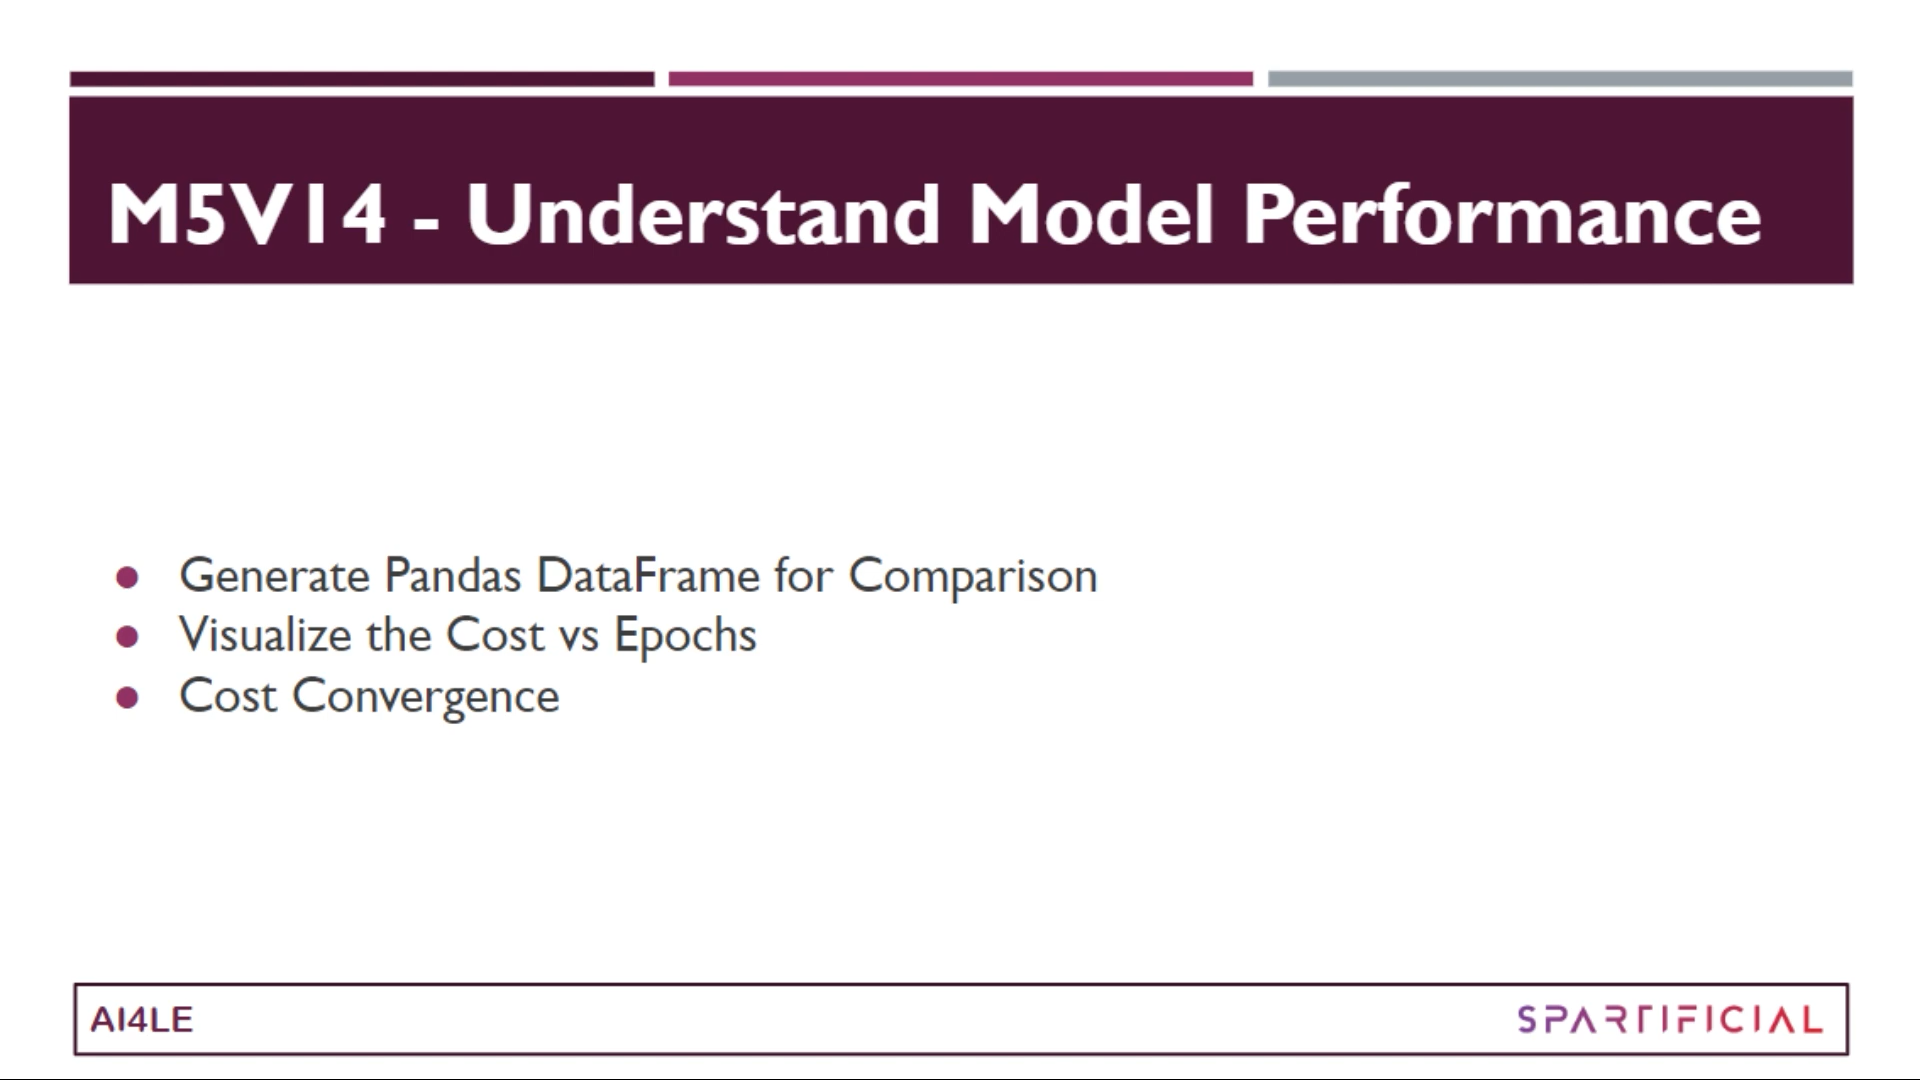 M5V14 - Understand Model Performance
● Generate Pandas DataFrame for Comparison
● Visualize the Cost vs Epochs
● Cost Convergence
AI4LE
SPARTIFICIAL